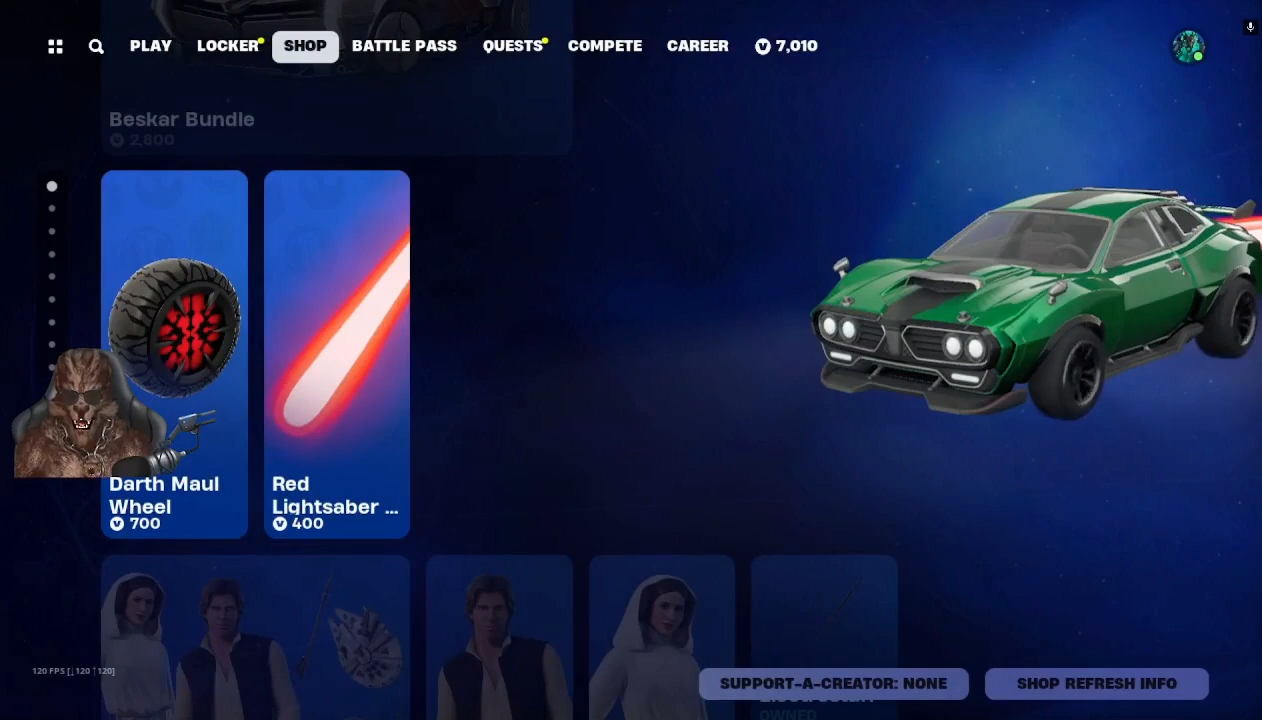 PLAY LOCKER SHOP BATTLE PASS QUESTS COMPETE CAREER 7,010
Beskar Bundle
2,800
Darth Maul
Wheel
700
Red
Lightsaber ...
400
120 FPS [↓120 ↑120]
SUPPORT-A-CREATOR: NONE
SHOP REFRESH INFO
OWNED